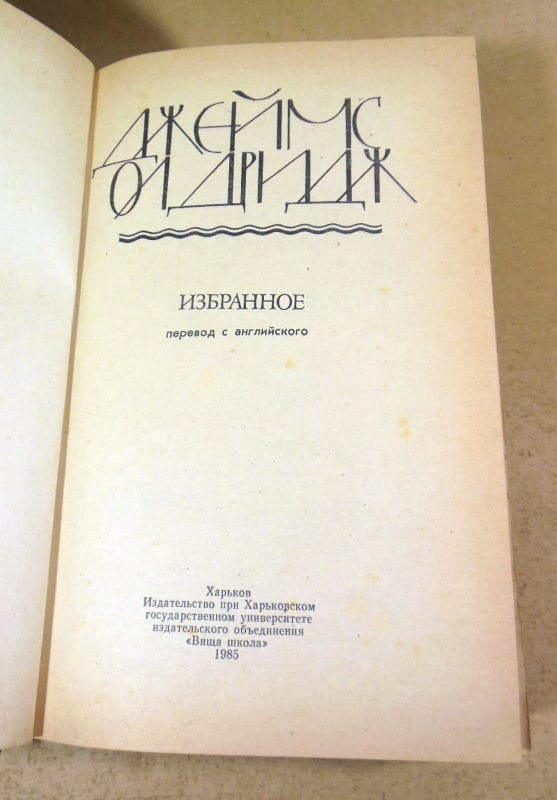 ДЖЕЙМС
ОЛДРИДЖ
ИЗБРАННОЕ
перевод с английского
Харьков
Издательство при Харьковском
государственном университете
издательского объединения
«Вища школа»
1985